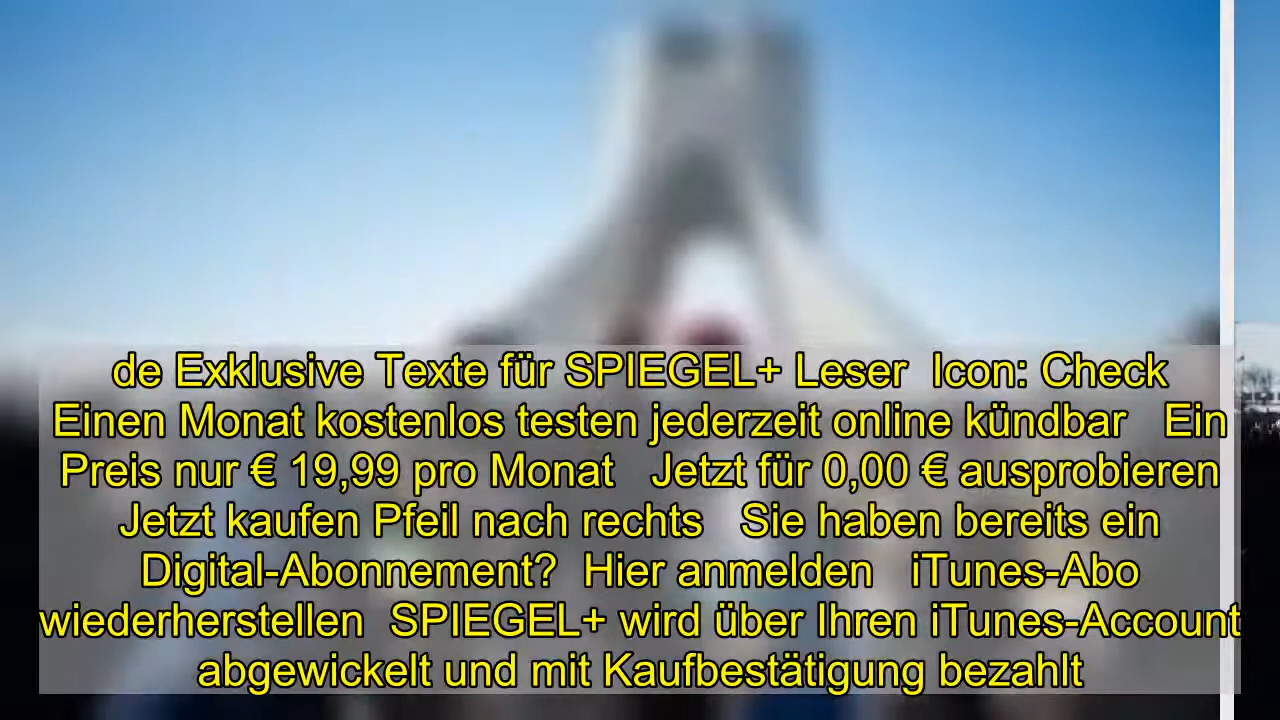 de Exklusive Texte für SPIEGEL+ Leser Icon: Check
Einen Monat kostenlos testen jederzeit online kündbar Ein
Preis nur € 19,99 pro Monat Jetzt für 0,00 € ausprobieren
Jetzt kaufen Pfeil nach rechts Sie haben bereits ein
Digital-Abonnement? Hier anmelden iTunes-Abo
wiederherstellen SPIEGEL+ wird über Ihren iTunes-Account
abgewickelt und mit Kaufbestätigung bezahlt